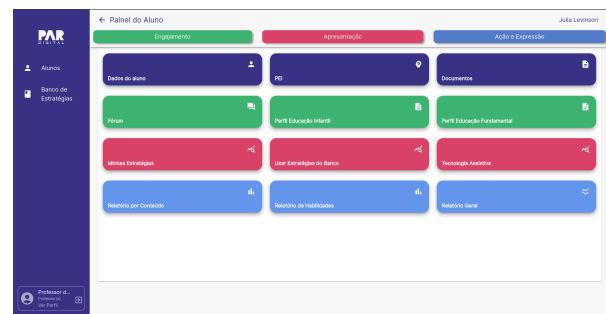 PAR
DIGITAL
Alunos
Banco de
Estratégias
Professor d...
Professor(a)
Ver Perfil
← Painel do Aluno
Julia Levinson
Engajamento
Apresentação
Ação e Expressão
Dados do aluno
PEI
Documentos
Fórum
Perfil Educação Infantil
Perfil Educação Fundamental
Minhas Estratégias
Usar Estratégias do Banco
Tecnologia Assistiva
Relatório por Conteúdo
Relatório de Habilidades
Relatório Geral